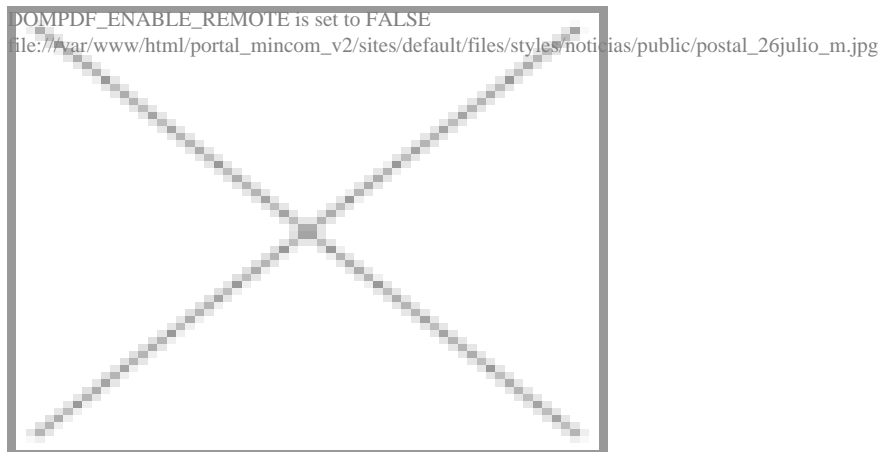 DOMPDF_ENABLE_REMOTE is set to FALSE
file:///var/www/html/portal_mincom_v2/sites/default/files/styles/noticias/public/postal_26julio_m.jpg